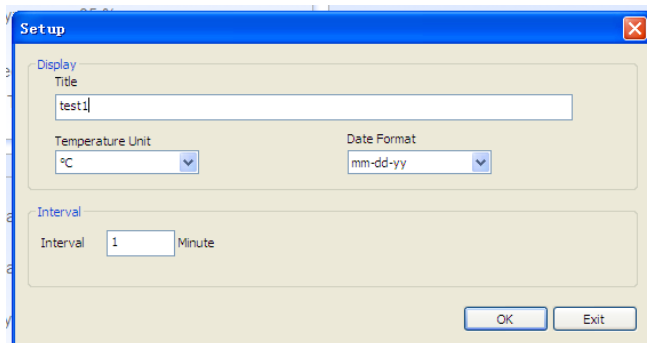 Setup
Display
Title
test1
Temperature Unit Date Format
°C mm-dd-yy
Interval
Interval 1 Minute
OK Exit